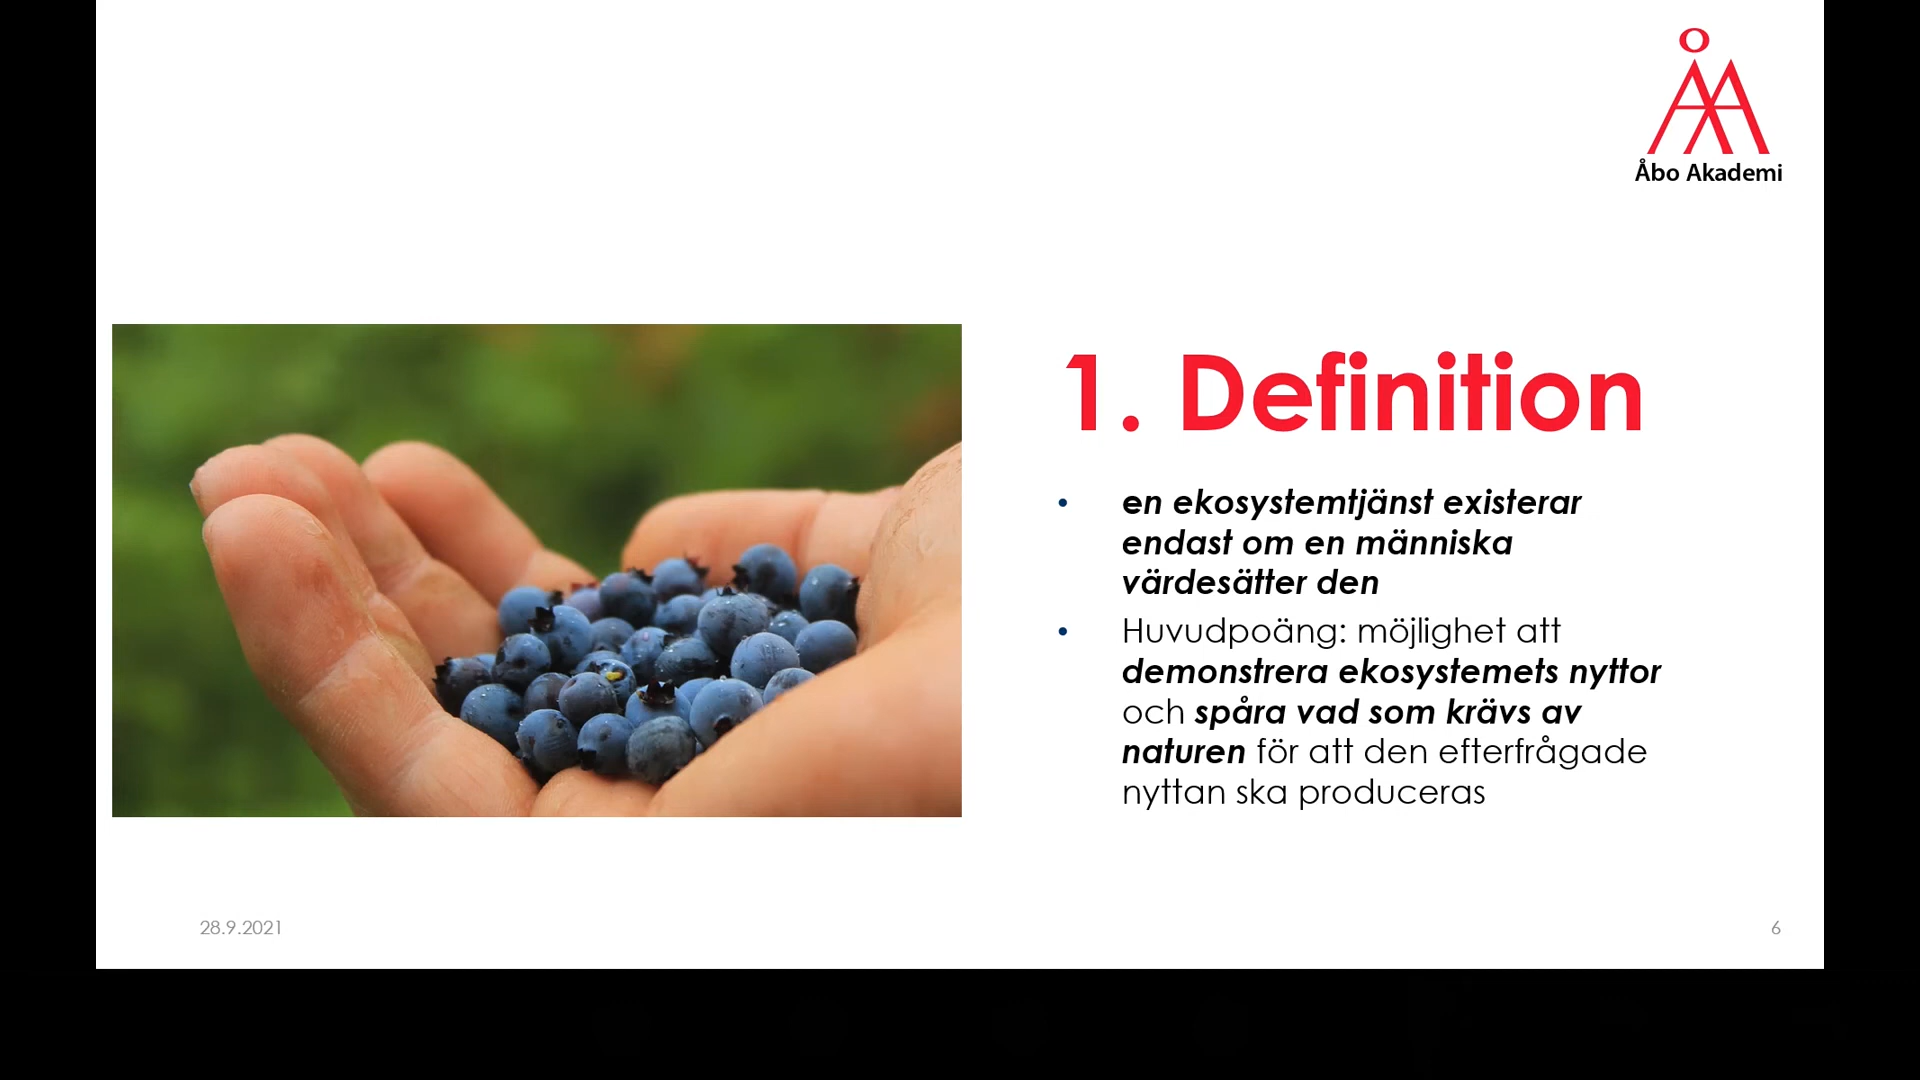 Åbo Akademi
1. Definition
• en ekosystemtjänst existerar
endast om en människa
värdesätter den
• Huvudpoäng: möjlighet att
demonstrera ekosystemets nyttor
och spåra vad som krävs av
naturen för att den efterfrågade
nyttan ska produceras
28.9.2021
6